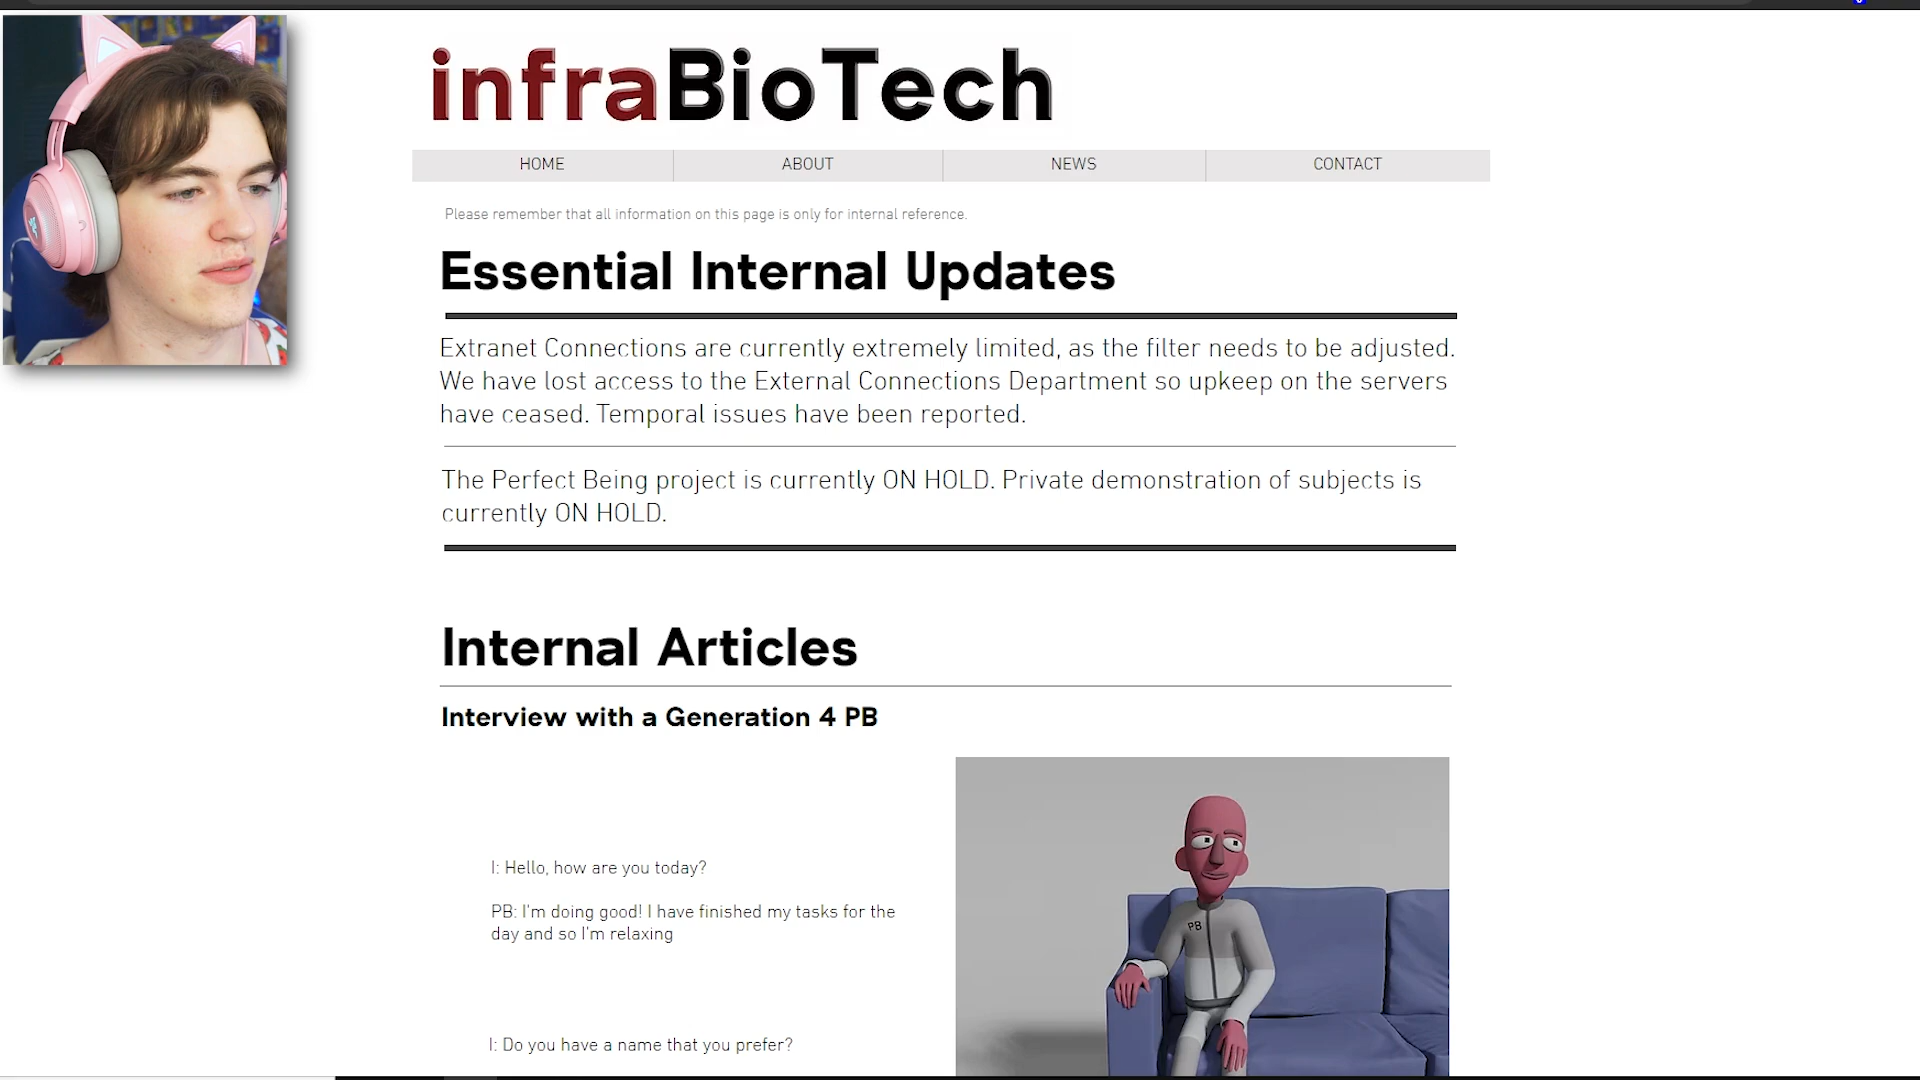 infraBioTech
HOME ABOUT NEWS CONTACT
Please remember that all information on this page is only for internal reference.
Essential Internal Updates
Extranet Connections are currently extremely limited, as the filter needs to be adjusted.
We have lost access to the External Connections Department so upkeep on the servers
have ceased. Temporal issues have been reported.
The Perfect Being project is currently ON HOLD. Private demonstration of subjects is
currently ON HOLD.
Internal Articles
Interview with a Generation 4 PB
I: Hello, how are you today?
PB: I'm doing good! I have finished my tasks for the
day and so I'm relaxing
I: Do you have a name that you prefer?
PB